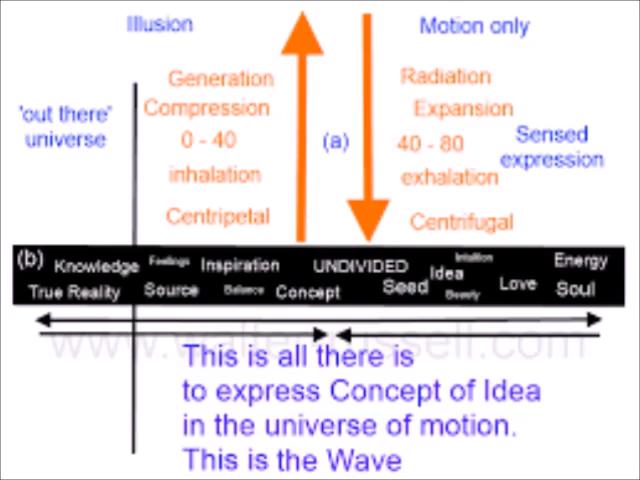 Illusion
Motion only
Generation
Radiation
'out there'
universe
Compression
Expansion
0 - 40
(a)
40 - 80
Sensed
expression
inhalation
exhalation
Centripetal
Centrifugal
(b) Knowledge Feelings Inspiration UNDIVIDED Idea Intuition Energy
True Reality Source Balance Concept Seed Beauty Love Soul
This is all there is
to express Concept of Idea
in the universe of motion.
This is the Wave